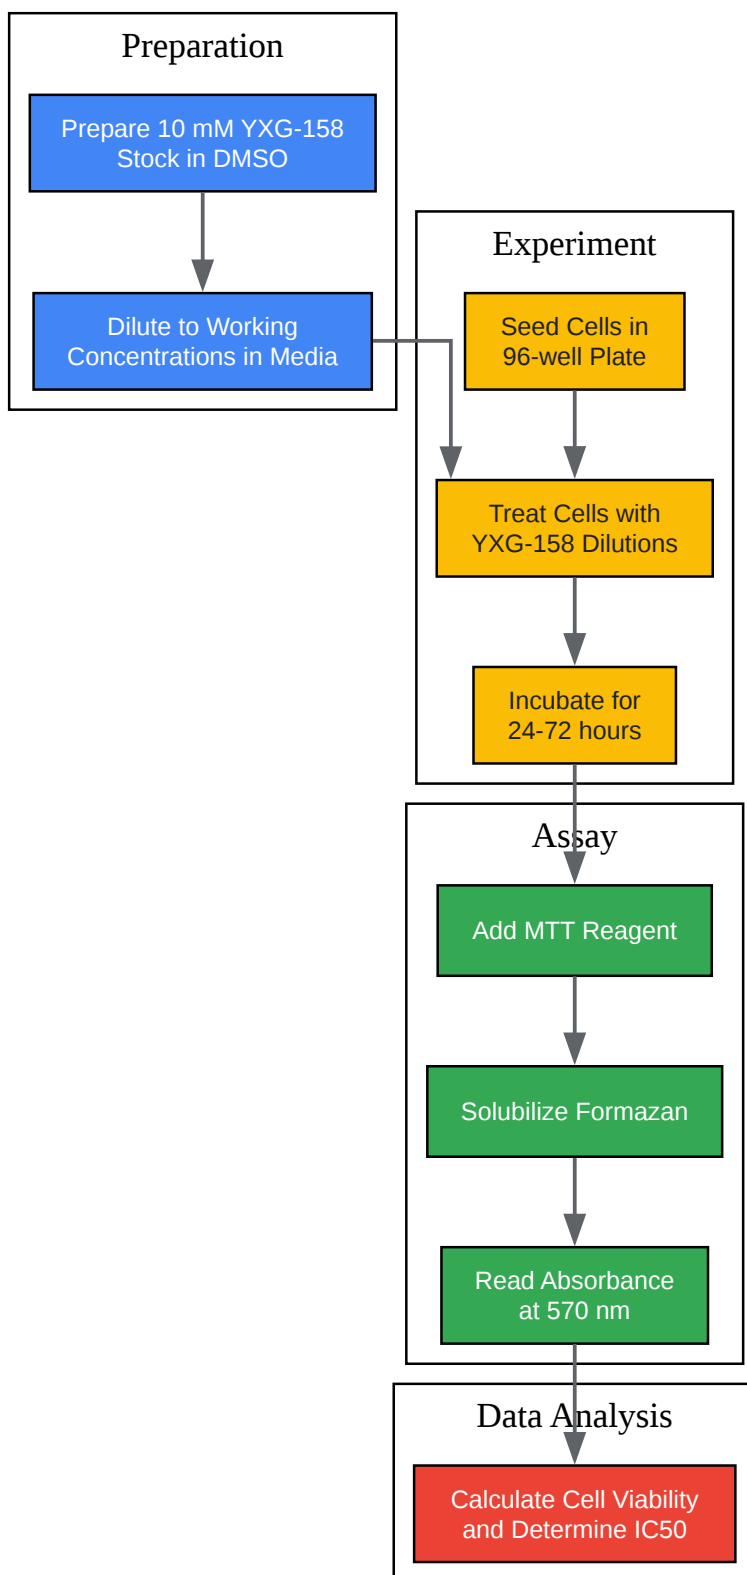 Preparation
Prepare 10 mM YXG-158
Stock in DMSO
Dilute to Working
Concentrations in Media
Experiment
Seed Cells in
96-well Plate
Treat Cells with
YXG-158 Dilutions
Incubate for
24-72 hours
Assay
Add MTT Reagent
Solubilize Formazan
Read Absorbance
at 570 nm
Data Analysis
Calculate Cell Viability
and Determine IC50